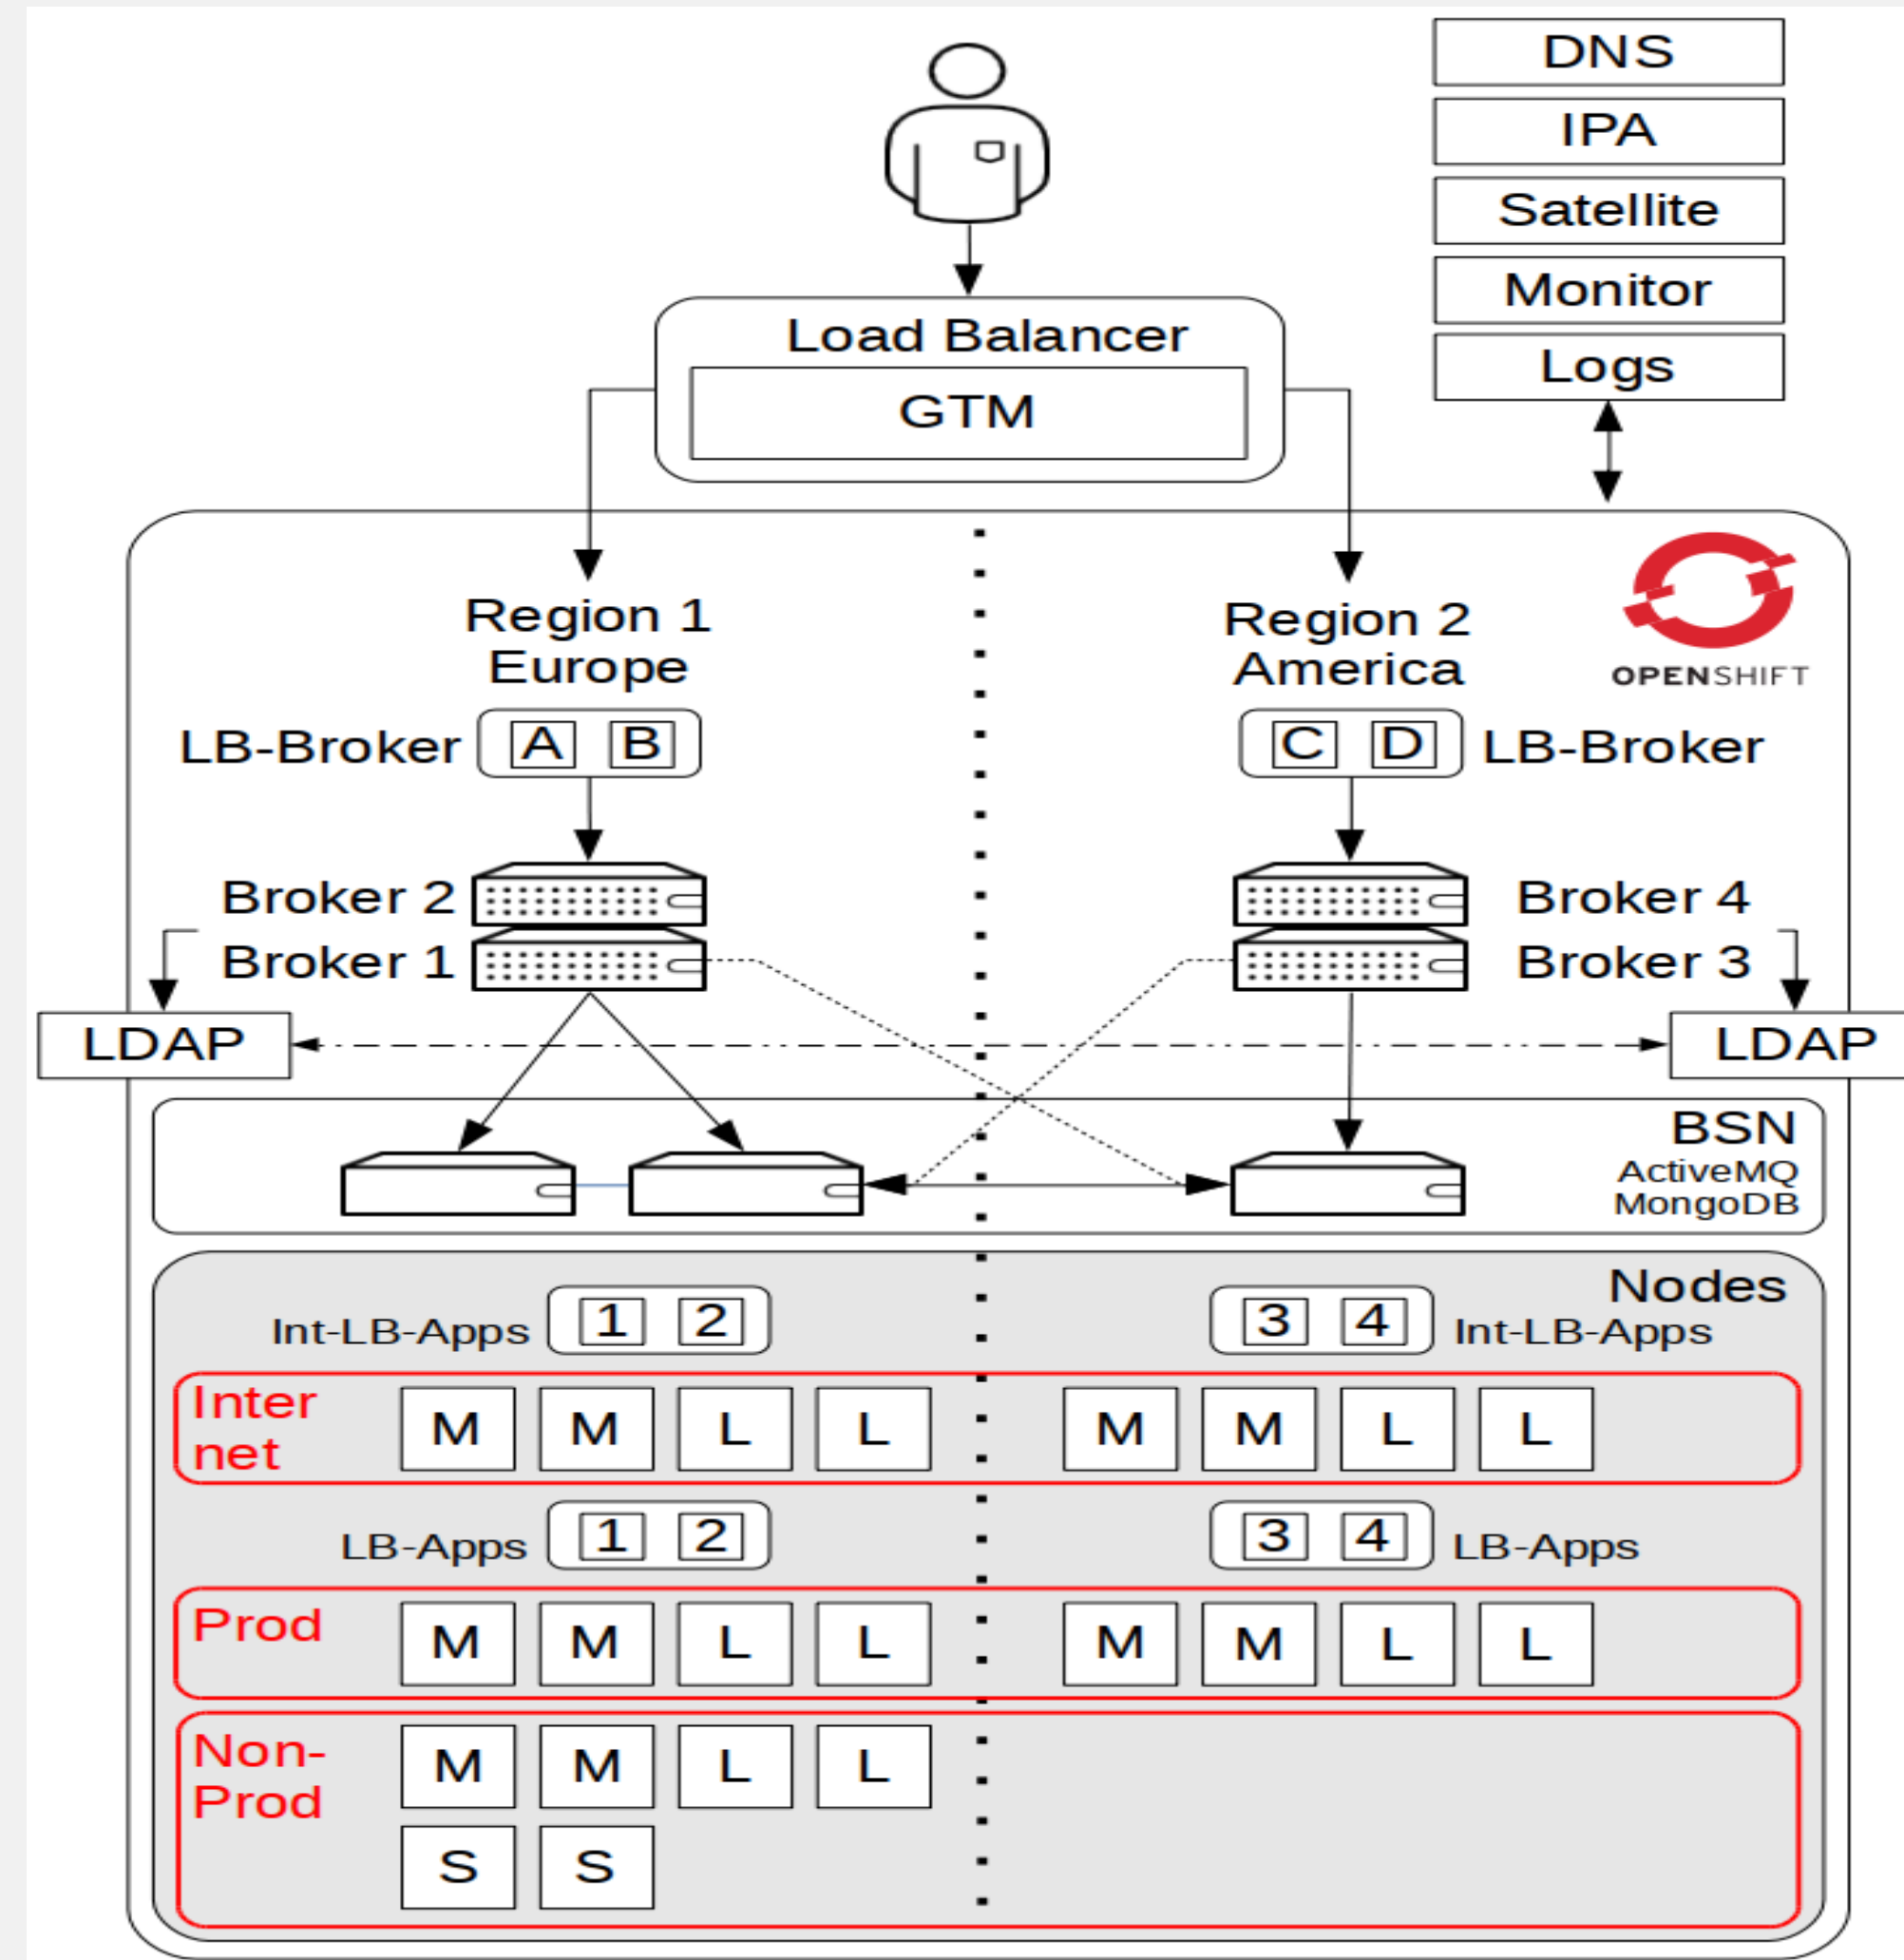 DNS
IPA
Satellite
Monitor
Logs
Load Balancer
GTM
OPENSHIFT
Region 1
Europe
Region 2
America
LB-Broker
A B
C D
LB-Broker
Broker 2
Broker 4
Broker 1
Broker 3
LDAP
LDAP
BSN
ActiveMQ
MongoDB
Nodes
Int-LB-Apps
1 2
3 4
Int-LB-Apps
Inter
net
M M L L
M M L L
LB-Apps
1 2
3 4
LB-Apps
Prod
M M L L
M M L L
Non-
Prod
M M L L
S S